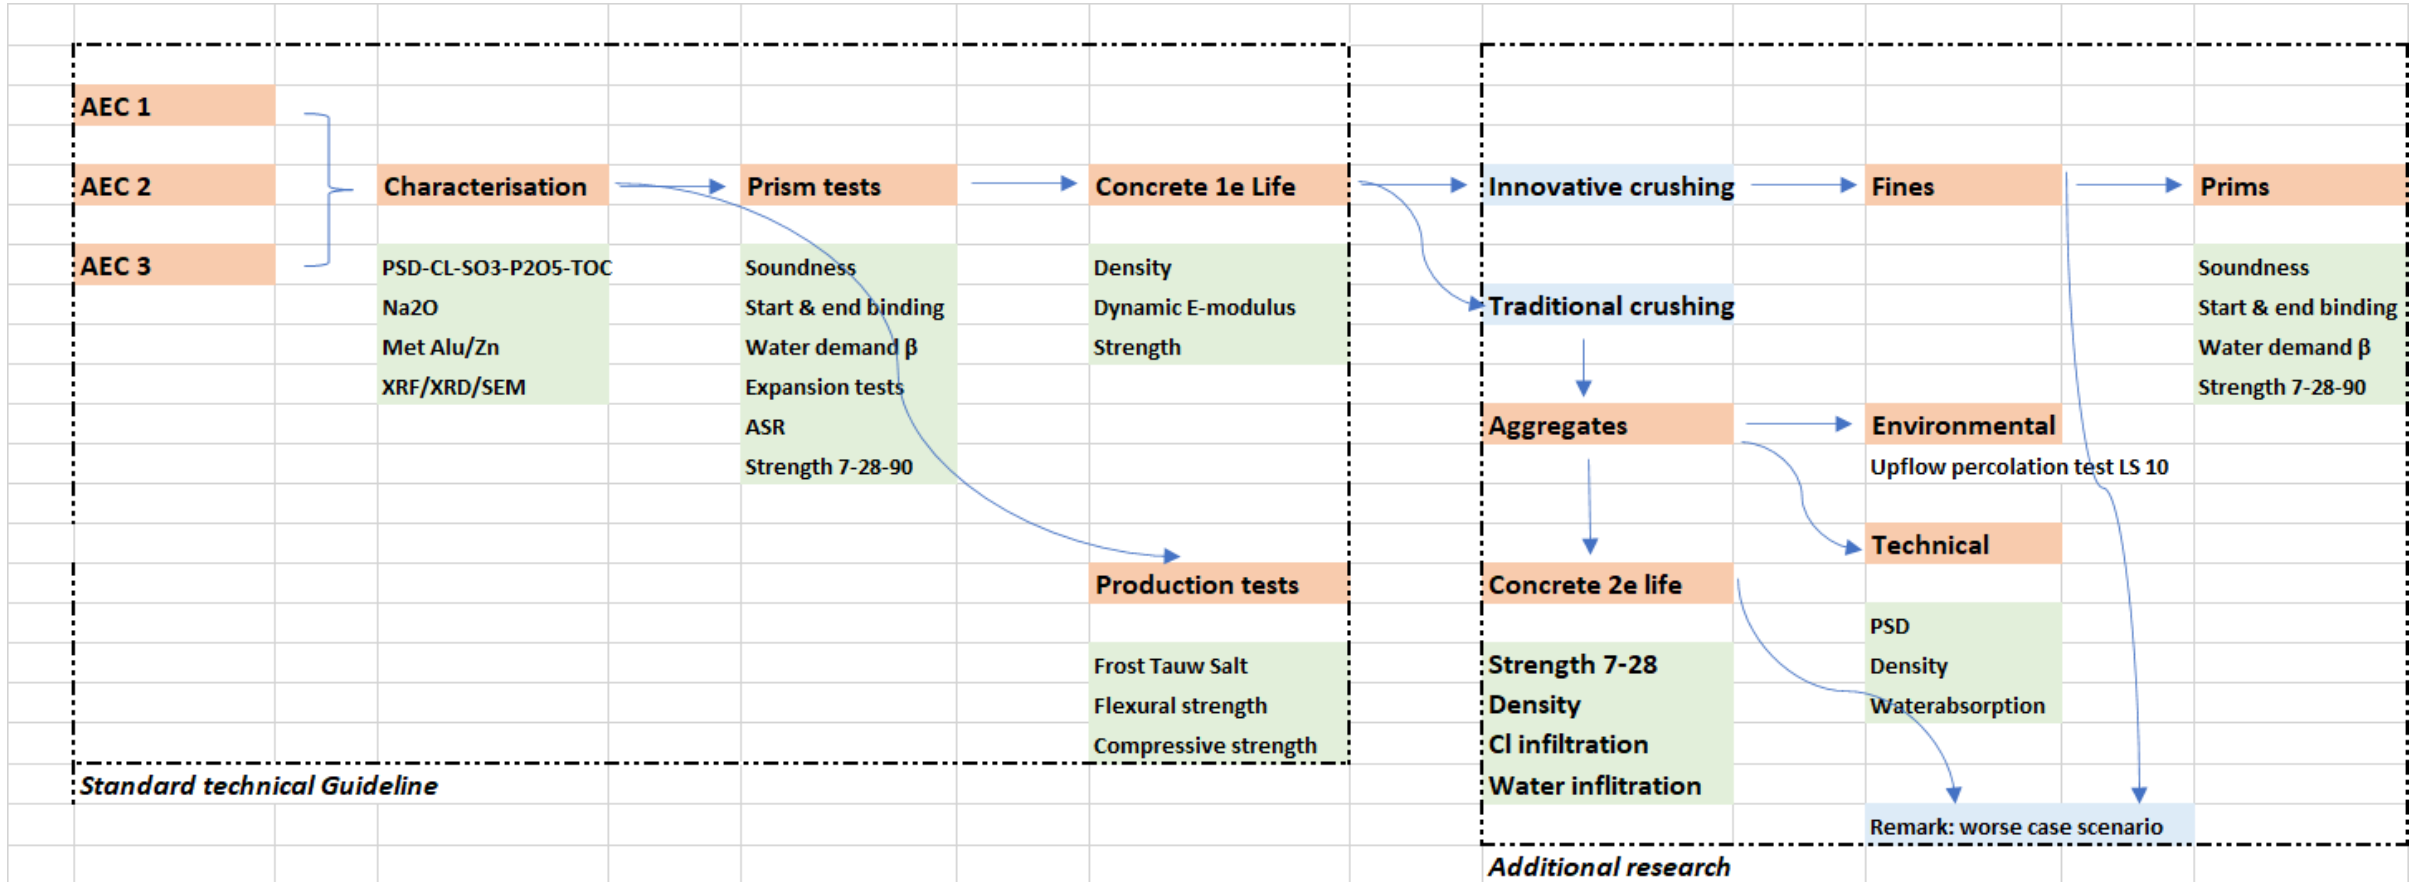 AEC 1
AEC 2
AEC 3
Characterisation
PSD-CL-SO3-P2O5-TOC
Na2O
Met Alu/Zn
XRF/XRD/SEM
Prism tests
Soundness
Start & end binding
Water demand β
Expansion tests
ASR
Strength 7-28-90
Concrete 1e Life
Density
Dynamic E-modulus
Strength
Production tests
Frost Tauw Salt
Flexural strength
Compressive strength
Standard technical Guideline
Innovative crushing
Traditional crushing
Aggregates
Concrete 2e life
Strength 7-28
Density
Cl infiltration
Water inflitration
Fines
Environmental
Upflow percolation test LS 10
Technical
PSD
Density
Waterabsorption
Remark: worse case scenario
Prims
Soundness
Start & end binding
Water demand β
Strength 7-28-90
Additional research